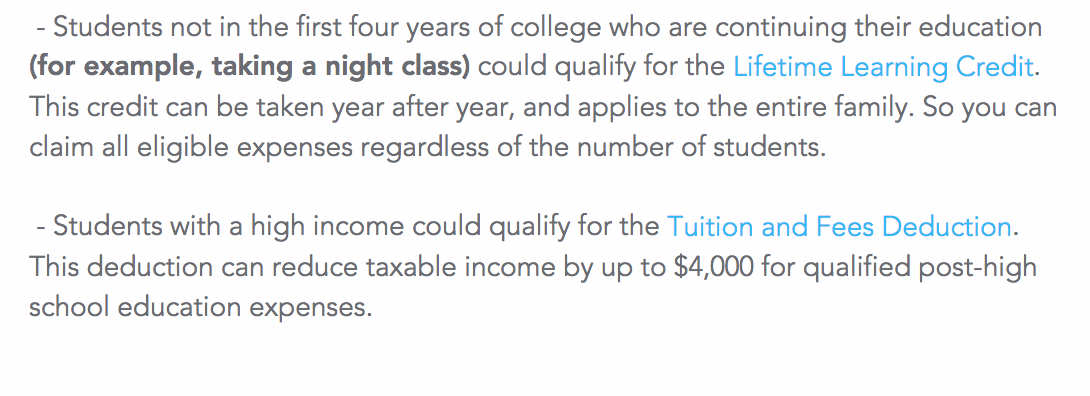 - Students not in the first four years of college who are continuing their education
(for example, taking a night class) could qualify for the Lifetime Learning Credit.
This credit can be taken year after year, and applies to the entire family. So you can
claim all eligible expenses regardless of the number of students.
- Students with a high income could qualify for the Tuition and Fees Deduction.
This deduction can reduce taxable income by up to $4,000 for qualified post-high
school education expenses.